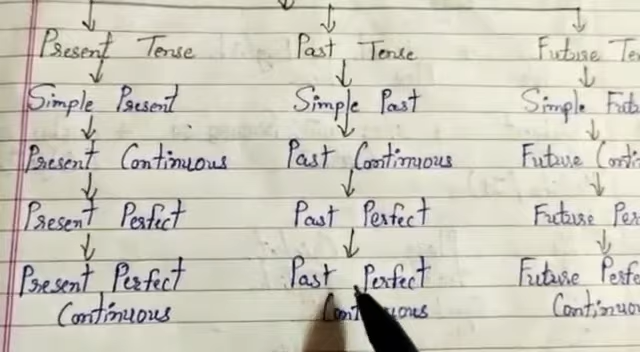 Present Tense Past Tense Future
Simple Present Simple Past Simple
Present Continuous Past Continuous Future
Present Perfect Past Perfect Future
Present Perfect Past Perfect Future
Continuous